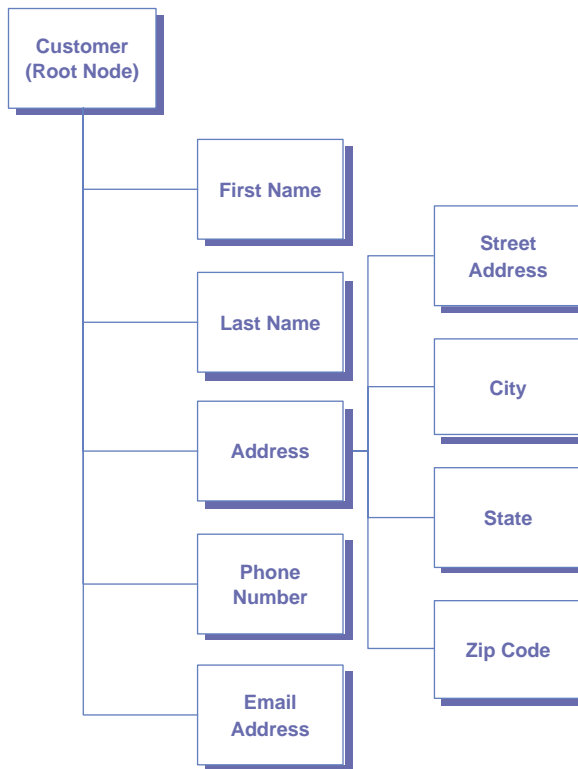 Customer
(Root Node)
First Name
Last Name
Address
Phone
Number
Email
Address
Street
Address
City
State
Zip Code